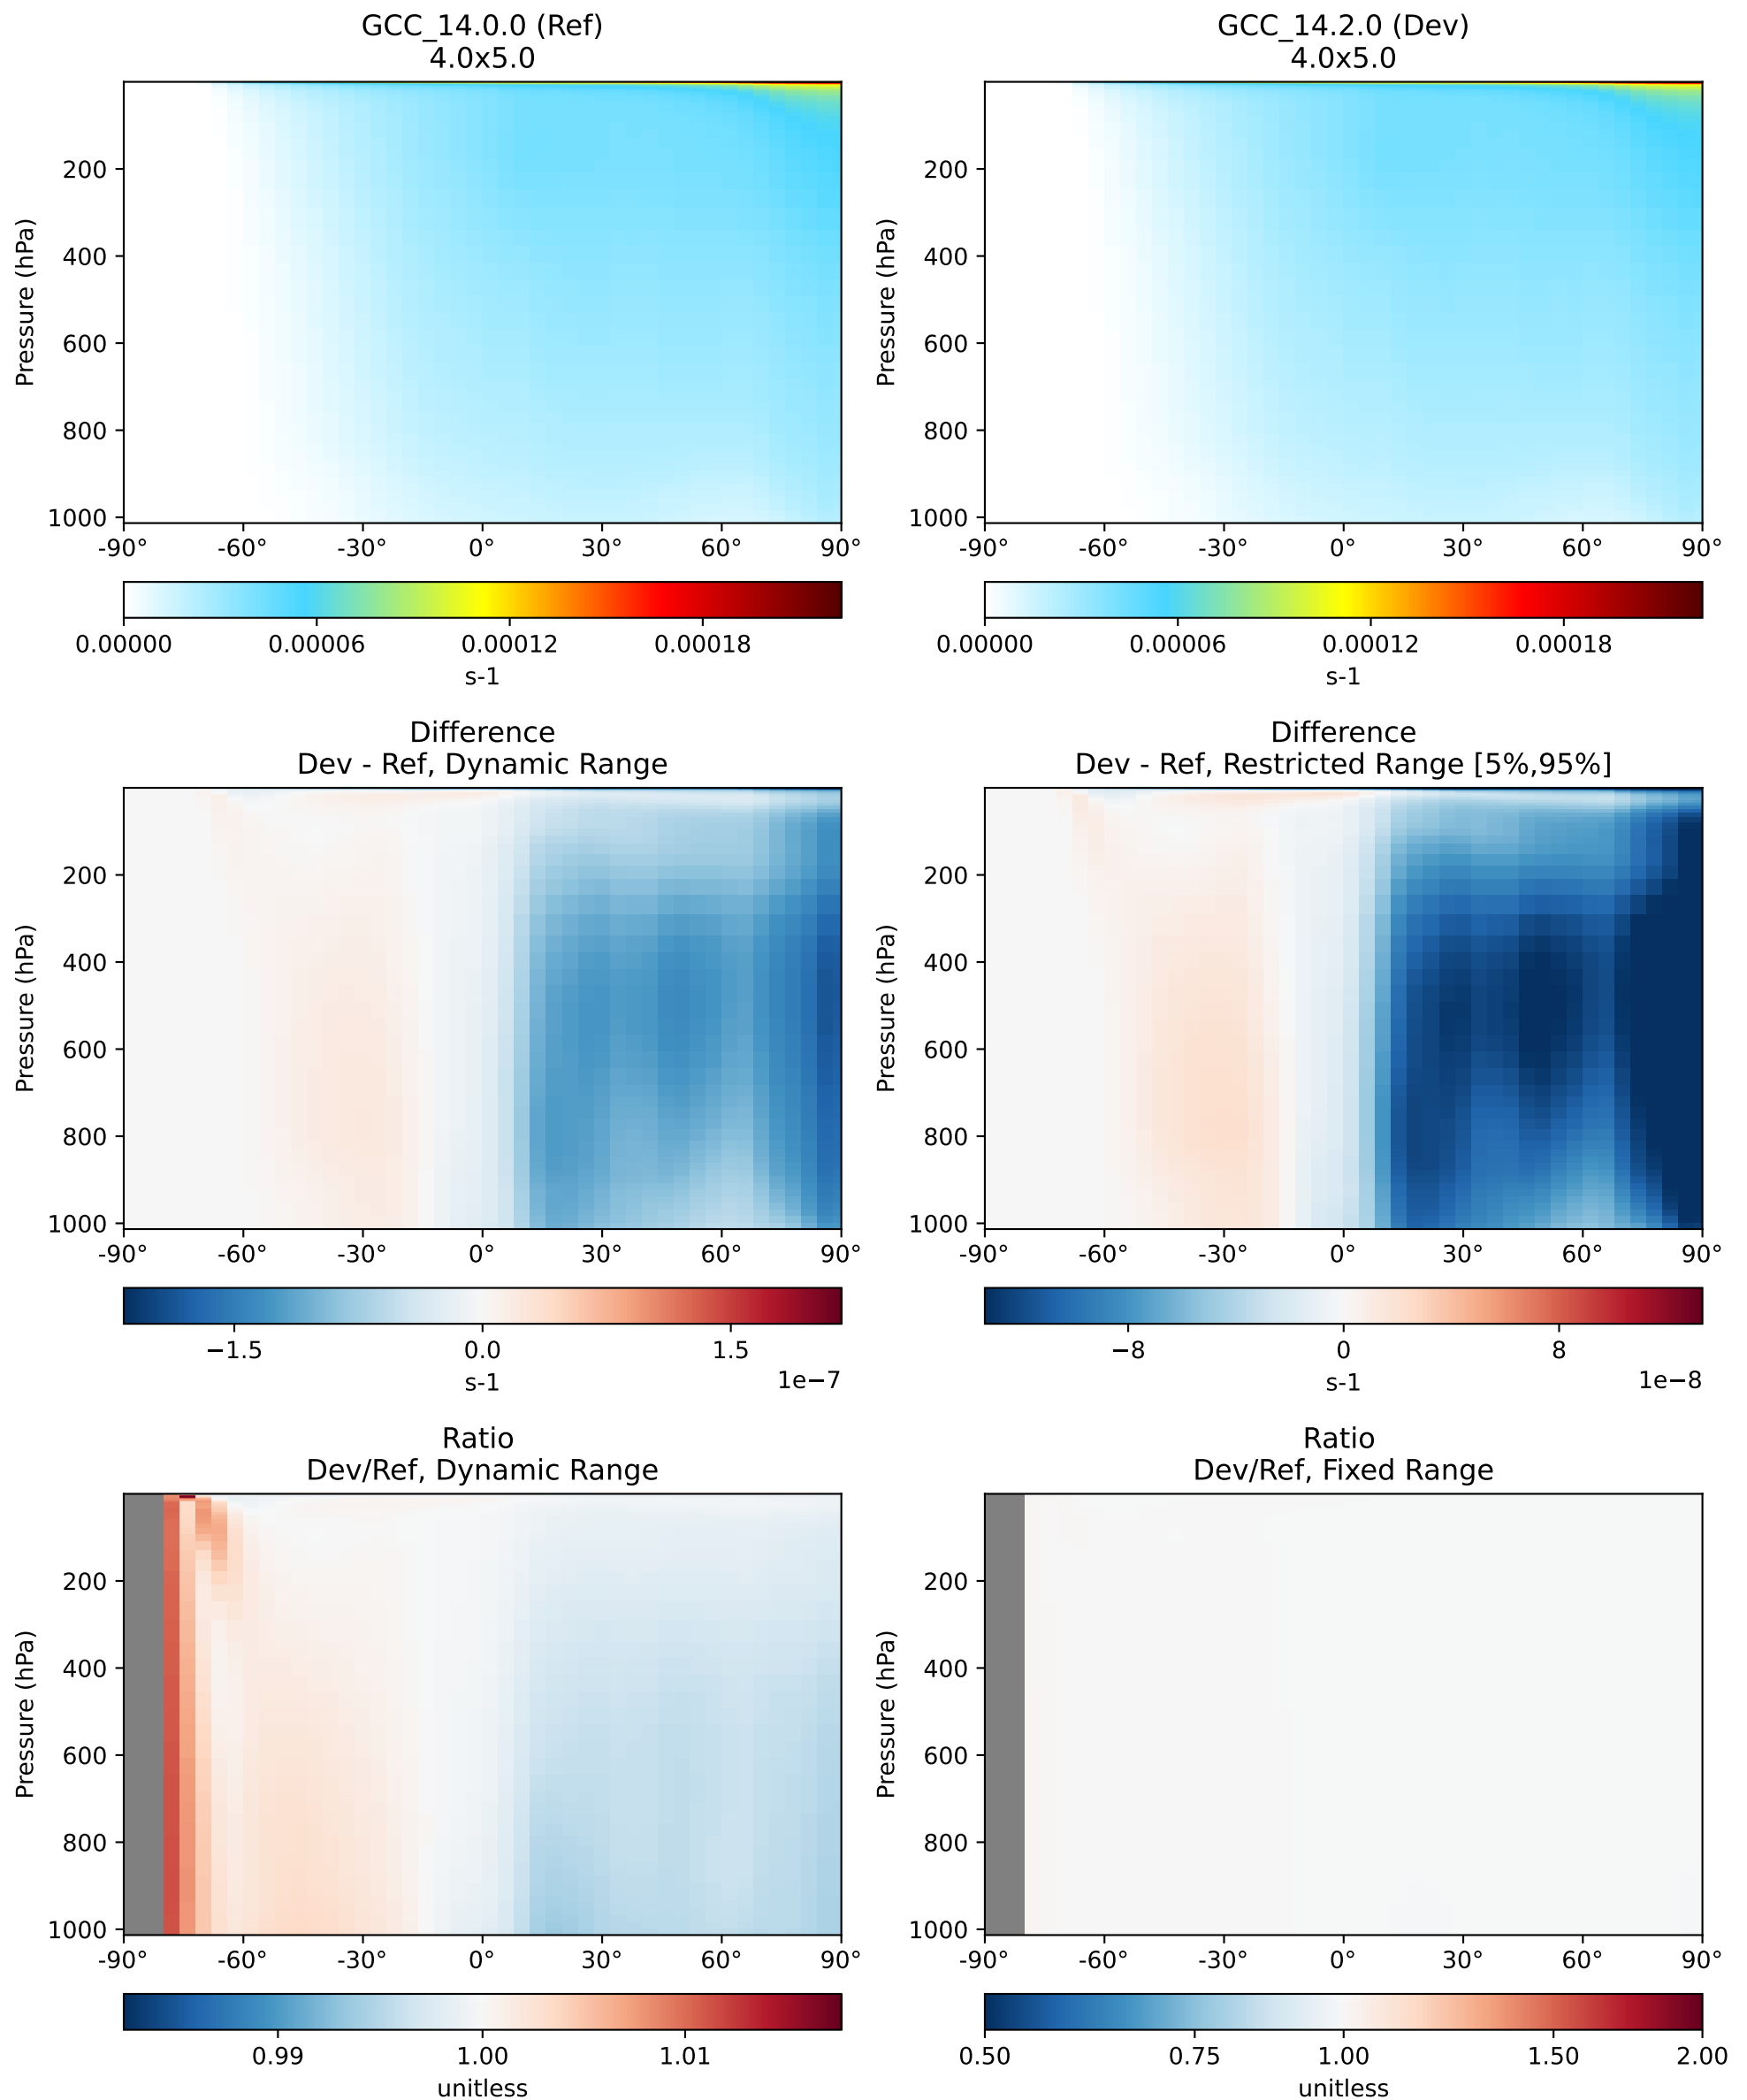 GCC_14.0.0 (Ref)
4.0x5.0
Pressure (hPa)
200
400
600
800
1000
-90° -60° -30° 0° 30° 60° 90°
0.00000 0.00006 0.00012 0.00018
s-1
GCC_14.2.0 (Dev)
4.0x5.0
Pressure (hPa)
200
400
600
800
1000
-90° -60° -30° 0° 30° 60° 90°
0.00000 0.00006 0.00012 0.00018
s-1
Difference
Dev - Ref, Dynamic Range
Pressure (hPa)
200
400
600
800
1000
-90° -60° -30° 0° 30° 60° 90°
−1.5 0.0 1.5
s-1
1e−7
Difference
Dev - Ref, Restricted Range [5%,95%]
Pressure (hPa)
200
400
600
800
1000
-90° -60° -30° 0° 30° 60° 90°
−8 0 8
s-1
1e−8
Ratio
Dev/Ref, Dynamic Range
Pressure (hPa)
200
400
600
800
1000
-90° -60° -30° 0° 30° 60° 90°
0.99 1.00 1.01
unitless
Ratio
Dev/Ref, Fixed Range
Pressure (hPa)
200
400
600
800
1000
-90° -60° -30° 0° 30° 60° 90°
0.50 0.75 1.00 1.50 2.00
unitless